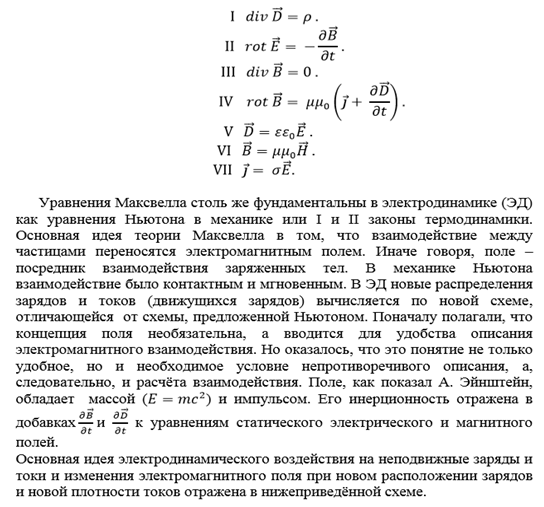 I div D⃗ = ρ .
II rot E⃗ = − ∂B⃗/∂t .
III div B⃗ = 0 .
IV rot B⃗ = μμ₀ (j⃗ + ∂D⃗/∂t) .
V D⃗ = εε₀E⃗ .
VI B⃗ = μμ₀H⃗ .
VII j⃗ = σE⃗.
Уравнения Максвелла столь же фундаментальны в электродинамике (ЭД)
как уравнения Ньютона в механике или I и II законы термодинамики.
Основная идея теории Максвелла в том, что взаимодействие между
частицами переносятся электромагнитным полем. Иначе говоря, поле –
посредник взаимодействия заряженных тел. В механике Ньютона
взаимодействие было контактным и мгновенным. В ЭД новые распределения
зарядов и токов (движущихся зарядов) вычисляется по новой схеме,
отличающейся от схемы, предложенной Ньютоном. Поначалу полагали, что
концепция поля необязательна, а вводится для удобства описания
электромагнитного взаимодействия. Но оказалось, что это понятие не только
удобное, но и необходимое условие непротиворечивого описания, а,
следовательно, и расчёта взаимодействия. Поле, как показал А. Эйнштейн,
обладает массой (E = mc²) и импульсом. Его инерционность отражена в
добавках ∂B⃗/∂t и ∂D⃗/∂t к уравнениям статического электрического и магнитного
полей.
Основная идея электродинамического воздействия на неподвижные заряды и
токи и изменения электромагнитного поля при новом расположении зарядов
и новой плотности токов отражена в нижеприведённой схеме.